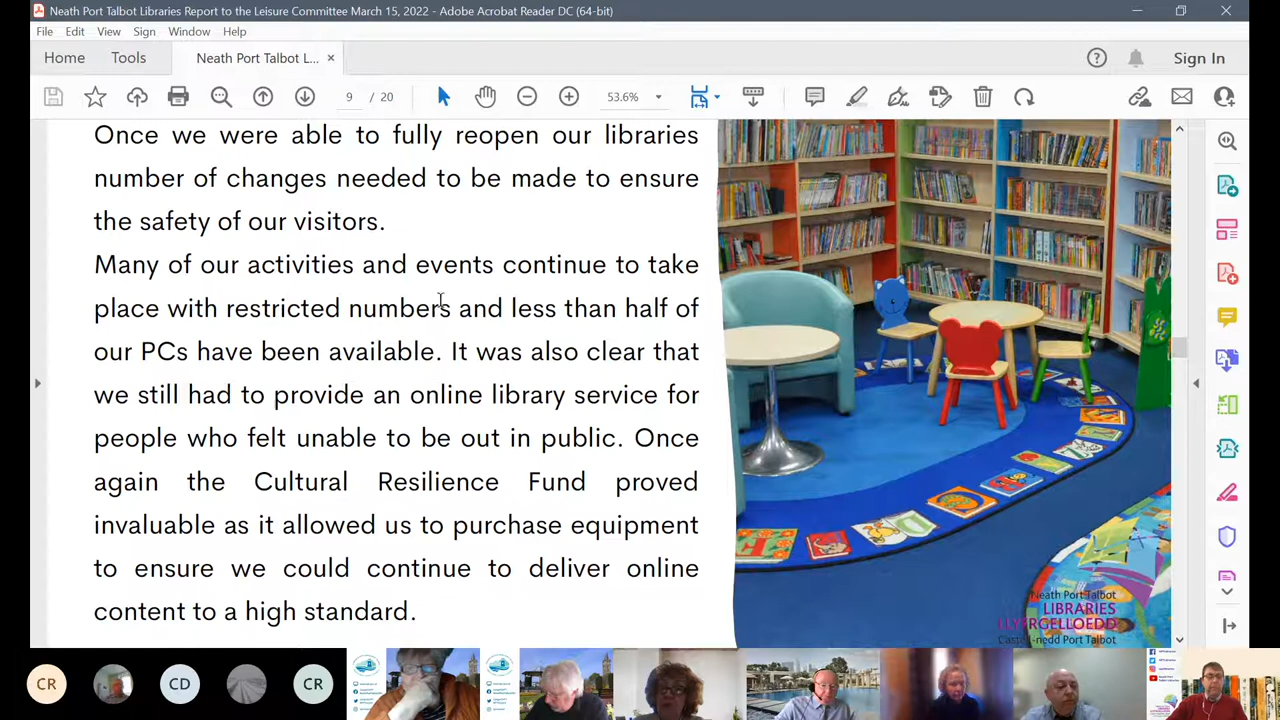 Neath Port Talbot Libraries Report to the Leisure Committee March 15, 2022 - Adobe Acrobat Reader DC (64-bit)
File Edit View Sign Window Help
Home Tools Neath Port Talbot L... × Sign In
9 / 20 53.6%
Once we were able to fully reopen our libraries
number of changes needed to be made to ensure
the safety of our visitors.
Many of our activities and events continue to take
place with restricted numbers and less than half of
our PCs have been available. It was also clear that
we still had to provide an online library service for
people who felt unable to be out in public. Once
again the Cultural Resilience Fund proved
invaluable as it allowed us to purchase equipment
to ensure we could continue to deliver online
content to a high standard.
Neath Port Talbot
LIBRARIES
LLYFRGELLOEDD
Castell-nedd Port Talbot
CR CD CR